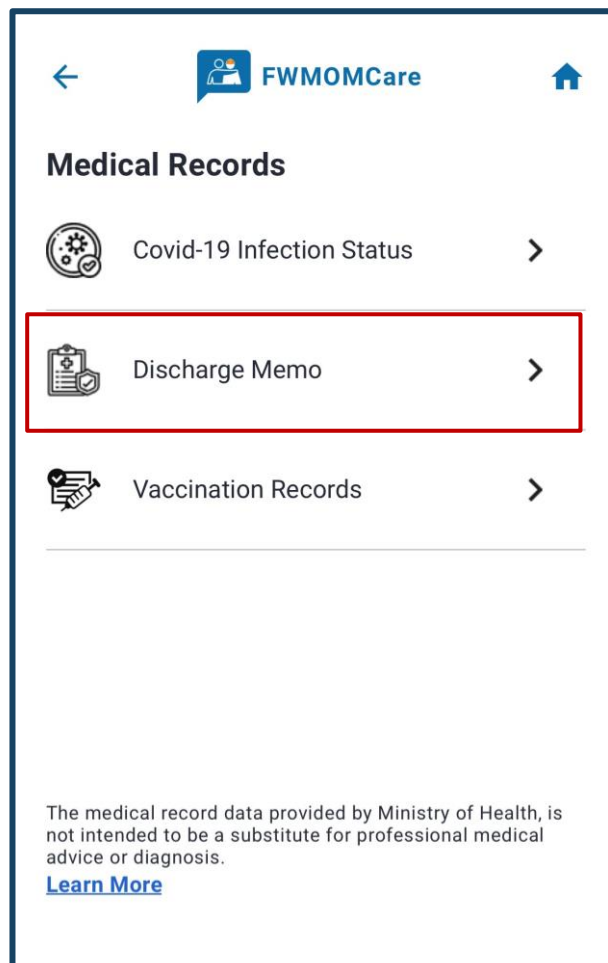 FWMOMCare
Medical Records
Covid-19 Infection Status
Discharge Memo
Vaccination Records
The medical record data provided by Ministry of Health, is
not intended to be a substitute for professional medical
advice or diagnosis.
Learn More